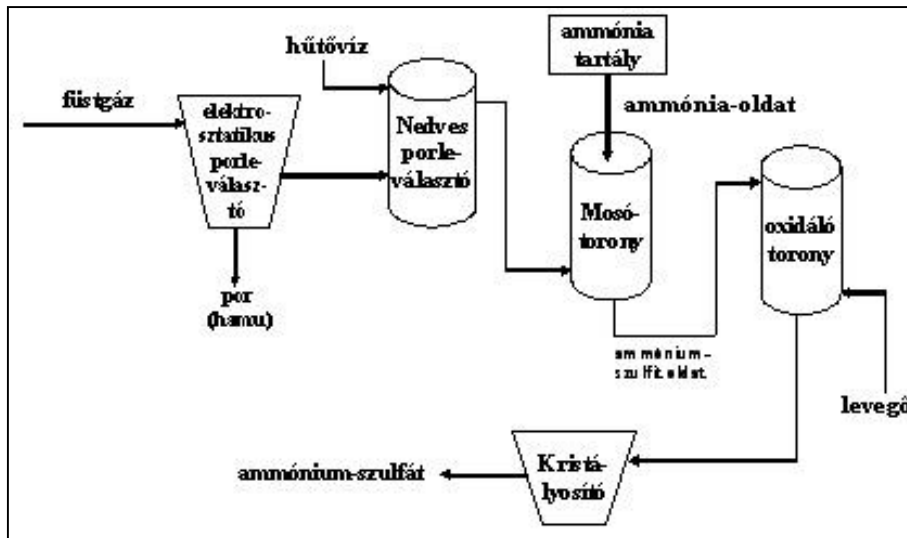 füstgáz
elektro-
sztatikus
porle-
válasz-
tó
por
(hamu)
hűtővíz
Nedves
porle-
választó
ammónia
tartály
ammónia-oldat
Mosó-
torony
ammónium-
szulfit oldat
oxidáló
torony
levegő
Kristá-
lyosító
ammónium-szulfát